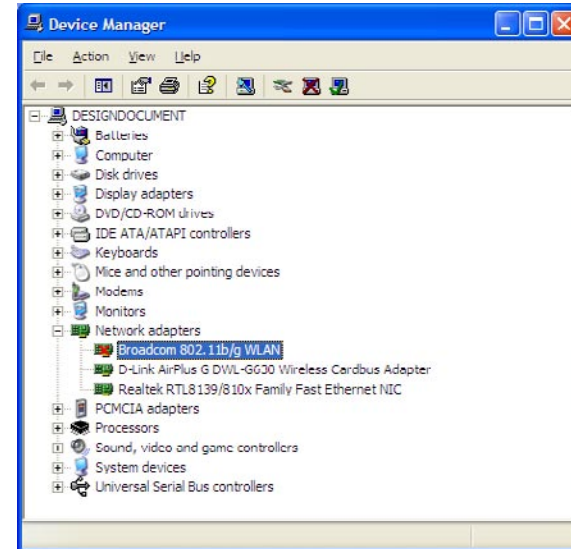 Device Manager
File Action View Help
DESIGNDOCUMENT
Batteries
Computer
Disk drives
Display adapters
DVD/CD-ROM drives
IDE ATA/ATAPI controllers
Keyboards
Mice and other pointing devices
Modems
Monitors
Network adapters
Broadcom 802.11b/g WLAN
D-Link AirPlus G DWL-G630 Wireless Cardbus Adapter
Realtek RTL8139/810x Family Fast Ethernet NIC
PCMCIA adapters
Processors
Sound, video and game controllers
System devices
Universal Serial Bus controllers